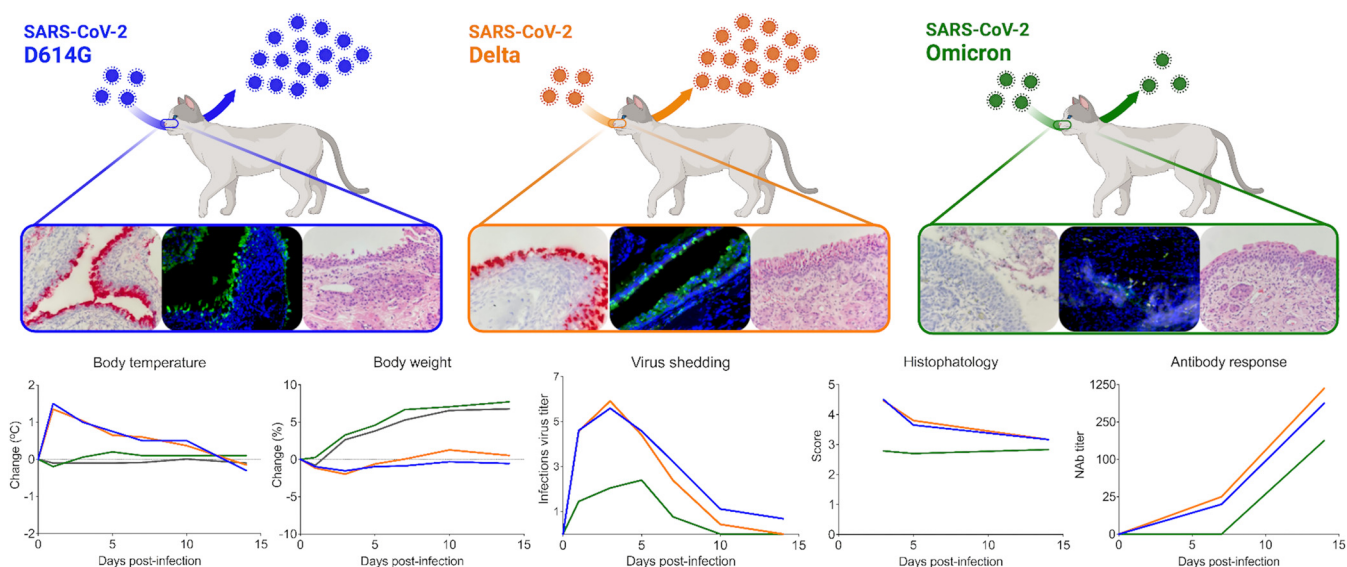 SARS-CoV-2
D614G
SARS-CoV-2
Delta
SARS-CoV-2
Omicron
Body temperature
Change (ºC)
2
1
0
-1
-2
0 5 10 15
Days post-infection
Body weight
Change (%)
10
5
0
-5
-10
0 5 10 15
Days post-infection
Virus shedding
Infections virus titer
7
5
3
1
0 5 10 15
Days post-infection
Histophatology
Score
5
4
3
2
1
0
0 5 10 15
Days post-infection
Antibody response
NAb titer
1250
250
100
25
0
0 5 10 15
Days post-infection